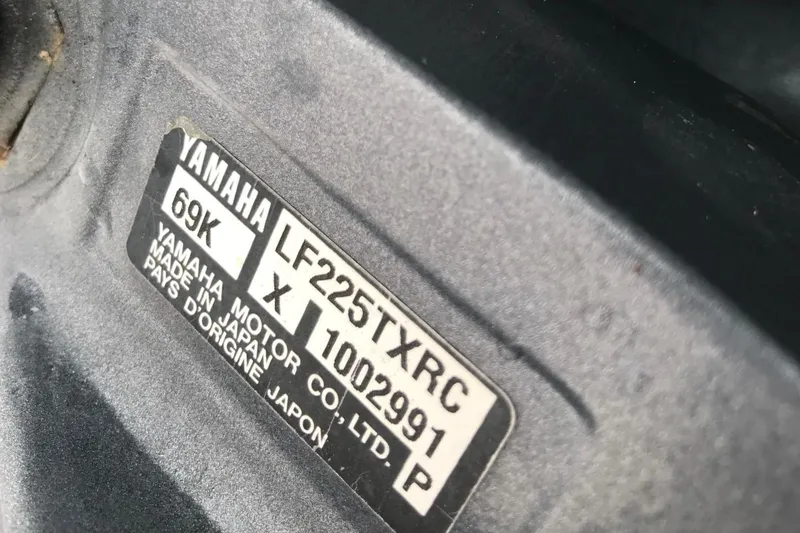 YAMAHA LF225TXRC
69K X 1002991 P
YAMAHA MOTOR CO., LTD.
MADE IN JAPAN
PAYS D'ORIGINE JAPON